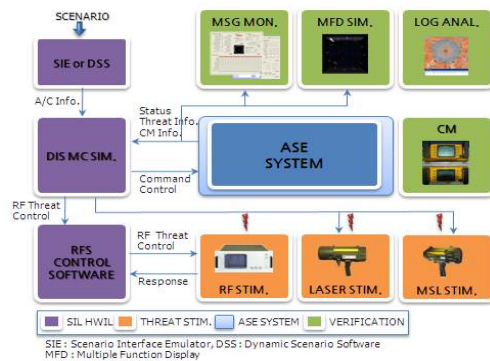 SCENARIO
MSG MON.
MFD SIM.
LOG ANAL.
SIE or DSS
A/C Info.
Status
Threat Info.
CM Info.
DIS MC SIM.
ASE
SYSTEM
CM
Command
Control
RF Threat
Control
RFS
CONTROL
SOFTWARE
RF Threat
Control
Response
RF STIM.
LASER STIM.
MSL STIM.
SIL HWIL
THREAT STIM.
ASE SYSTEM
VERIFICATION
SIE : Scenario Interface Emulator, DSS : Dynamic Scenario Software
MFD : Multiple Function Display